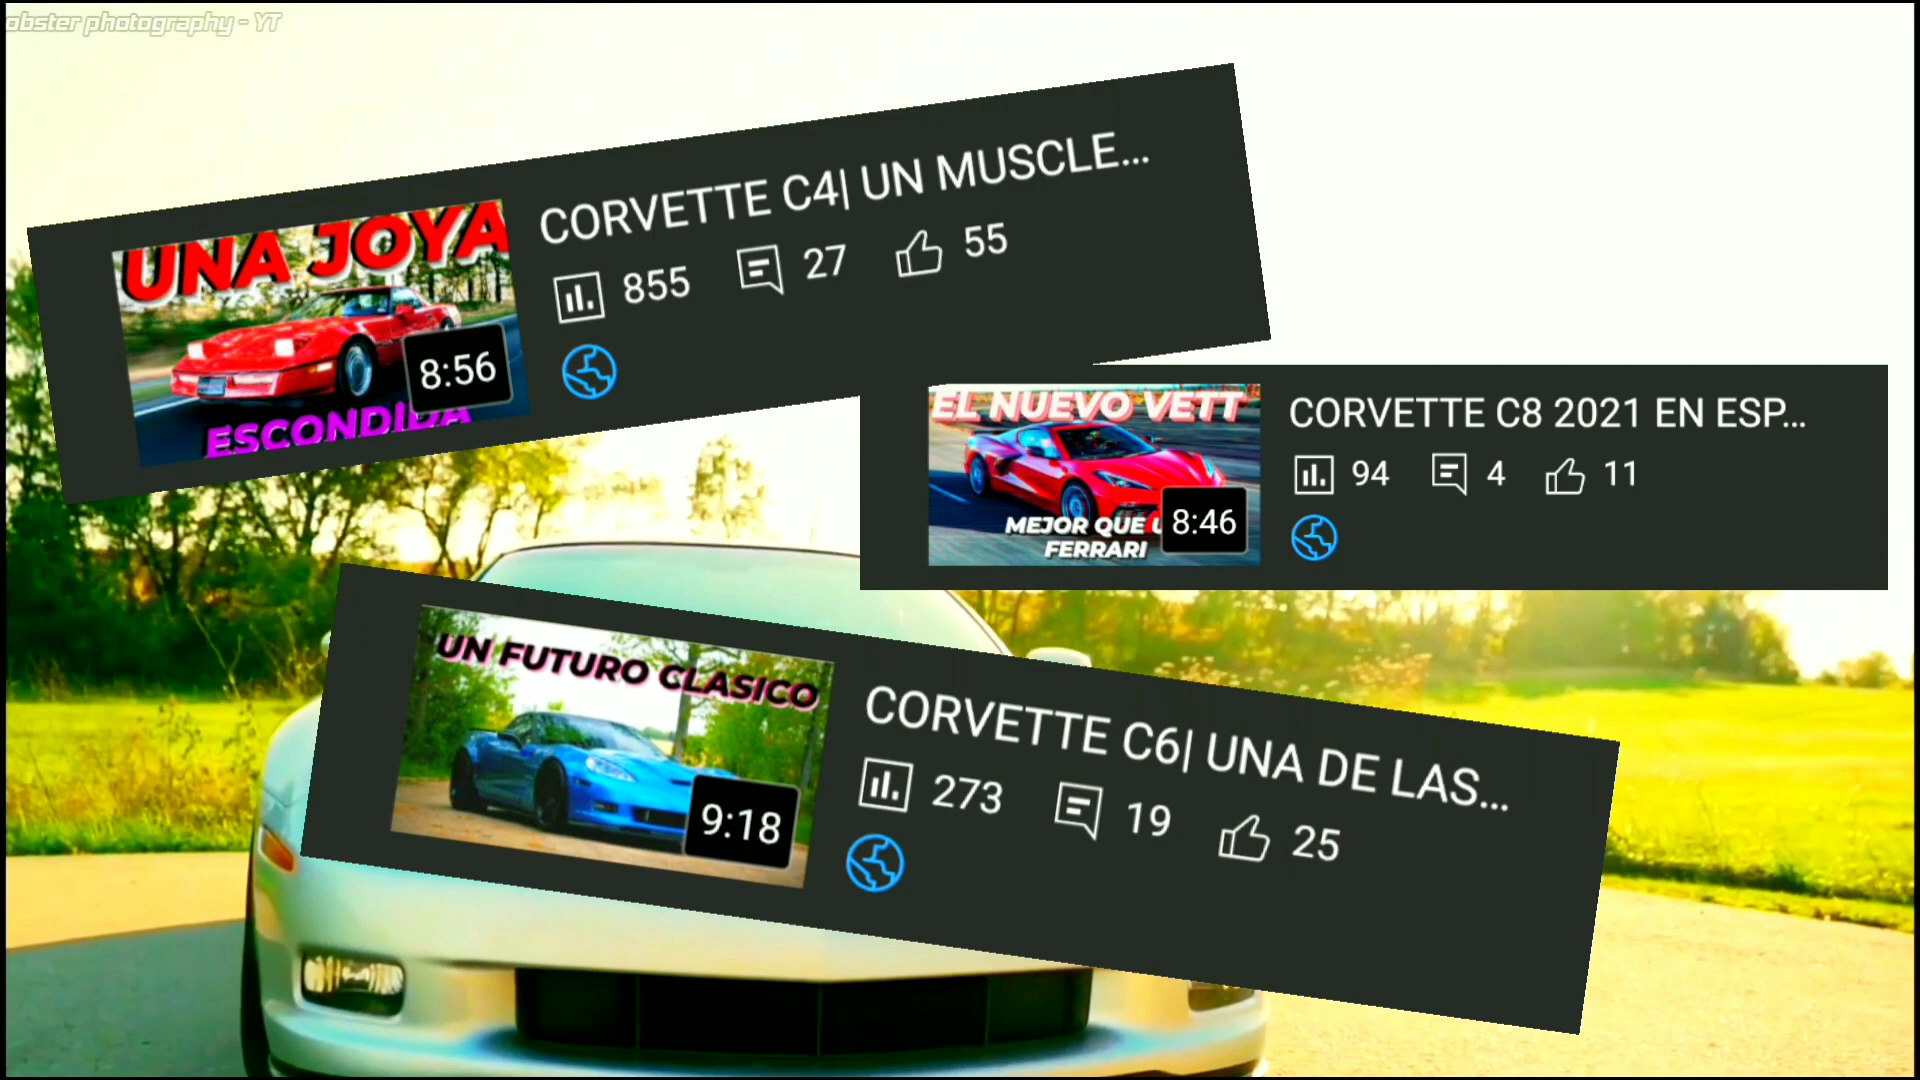 obster photography - YT
CORVETTE C4| UN MUSCLE...
855 27 55
UNA JOYA
8:56
ESCONDIDA
CORVETTE C8 2021 EN ESP...
94 4 11
EL NUEVO VETT
8:46
MEJOR QUE U
FERRARI
CORVETTE C6| UNA DE LAS...
273 19 25
UN FUTURO CLASICO
9:18